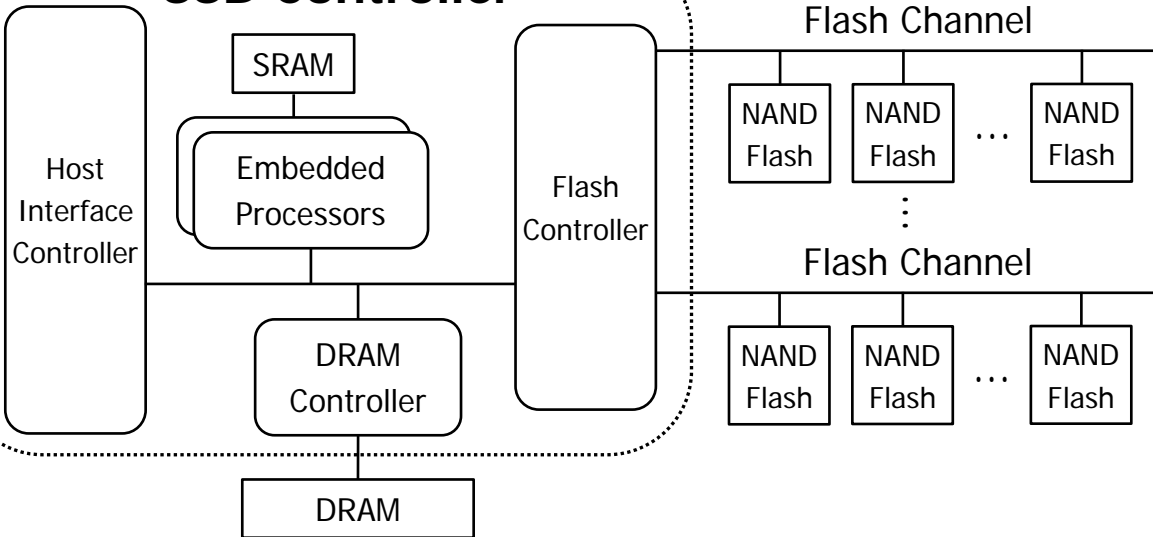 SSD Controller
Flash Channel
SRAM
NAND
Flash
NAND
Flash
...
NAND
Flash
Host
Interface
Controller
Embedded
Processors
Flash
Controller
Flash Channel
DRAM
Controller
NAND
Flash
NAND
Flash
...
NAND
Flash
DRAM